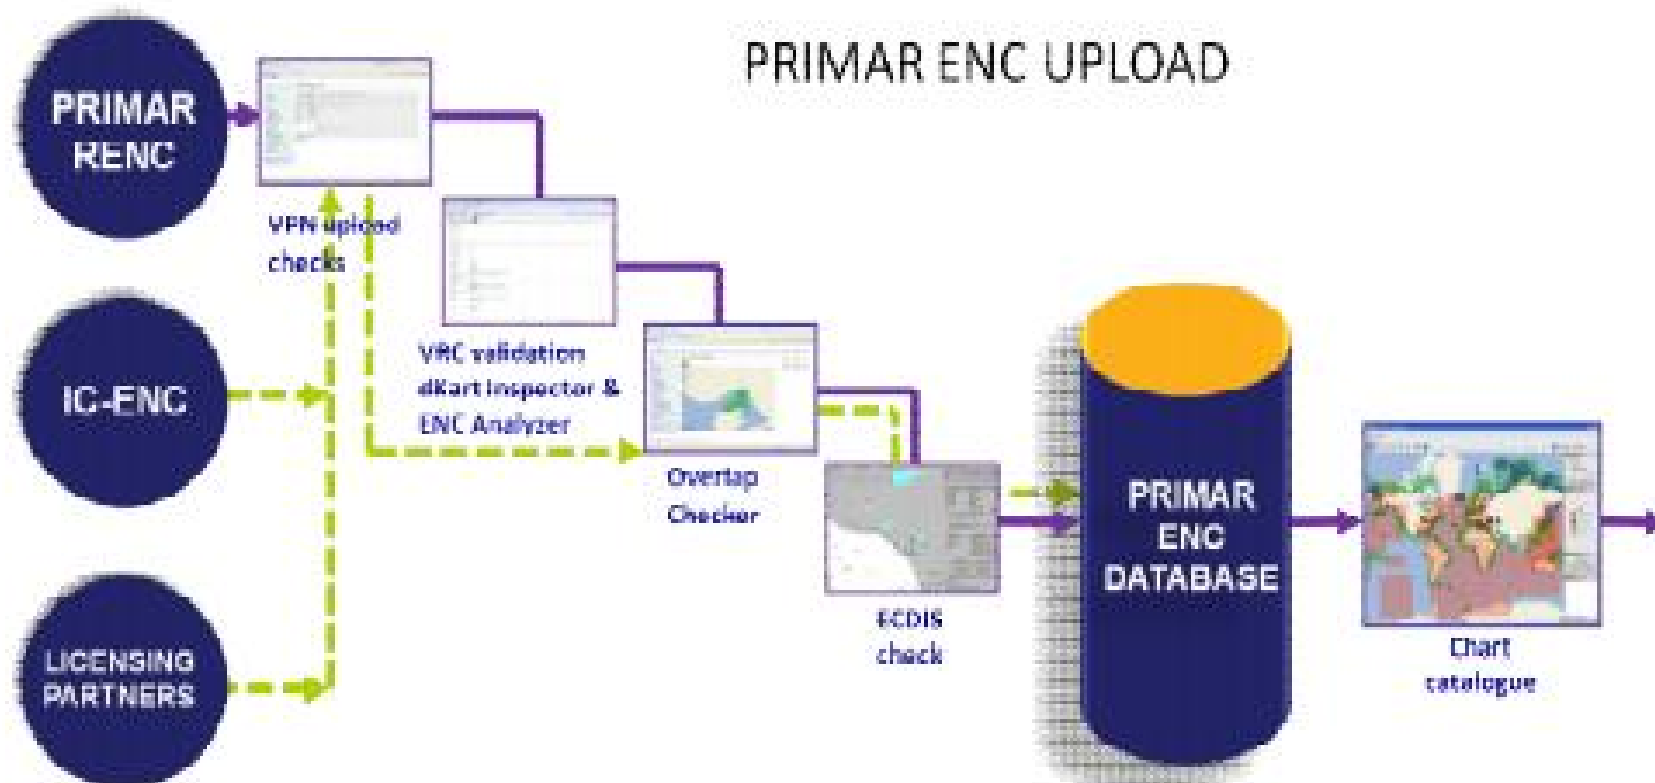 PRIMAR ENC UPLOAD
PRIMAR
RENC
VPN upload
checks
IC-ENC
VRC validation
dKart Inspector &
ENC Analyzer
Overlap
Checker
LICENSING
PARTNERS
ECDIS
check
PRIMAR
ENC
DATABASE
Chart
catalogue